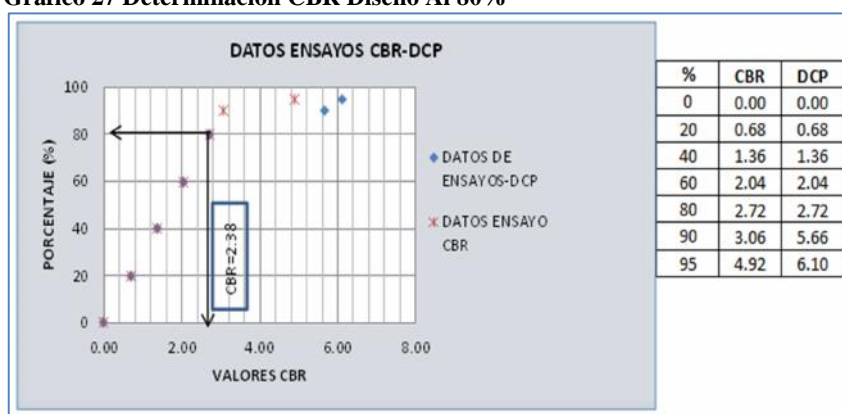 Gráfico 27 Determinación CBR Diseño Al 80%
DATOS ENSAYOS CBR-DCP
PORCENTAJE (%)
100
80
60
40
20
0
0.00 2.00 4.00 6.00 8.00
VALORES CBR
CBR=2.38
DATOS DE
ENSAYOS-DCP
DATOS ENSAYO
CBR
% CBR DCP
0 0.00 0.00
20 0.68 0.68
40 1.36 1.36
60 2.04 2.04
80 2.72 2.72
90 3.06 5.66
95 4.92 6.10